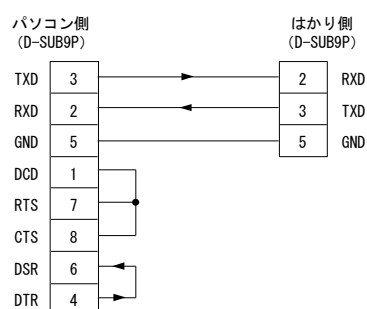 パソコン側 はかり側
(D-SUB9P) (D-SUB9P)
TXD 3 2 RXD
RXD 2 3 TXD
GND 5 5 GND
DCD 1
RTS 7
CTS 8
DSR 6
DTR 4